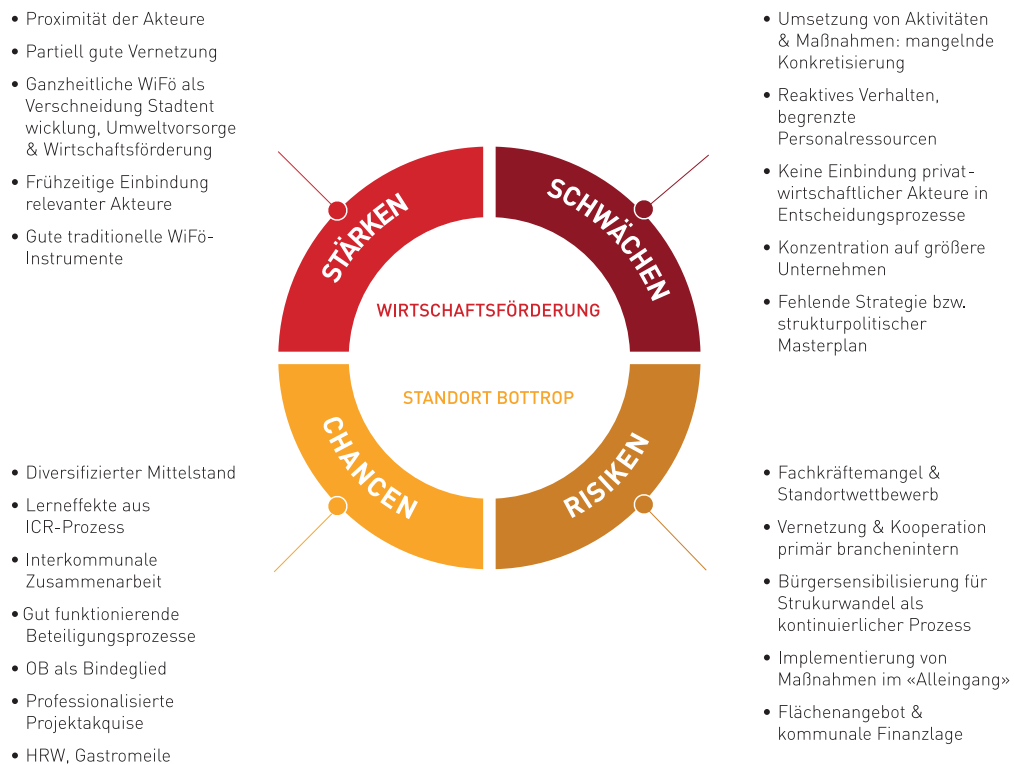 • Proximität der Akteure
• Partiell gute Vernetzung
• Ganzheitliche WiFö als
Verschneidung Stadtent
wicklung, Umweltvorsorge
& Wirtschaftsförderung
• Frühzeitige Einbindung
relevanter Akteure
• Gute traditionelle WiFö-
Instrumente
• Umsetzung von Aktivitäten
& Maßnahmen: mangelnde
Konkretisierung
• Reaktives Verhalten,
begrenzte
Personalressourcen
• Keine Einbindung privat-
wirtschaftlicher Akteure in
Entscheidungsprozesse
• Konzentration auf größere
Unternehmen
• Fehlende Strategie bzw.
strukturpolitischer
Masterplan
STÄRKEN
SCHWÄCHEN
WIRTSCHAFTSFÖRDERUNG
STANDORT BOTTROP
CHANCEN
RISIKEN
• Diversifizierter Mittelstand
• Lerneffekte aus
ICR-Prozess
• Interkommunale
Zusammenarbeit
• Gut funktionierende
Beteiligungsprozesse
• OB als Bindeglied
• Professionalisierte
Projektakquise
• HRW, Gastromeile
• Fachkräftemangel &
Standortwettbewerb
• Vernetzung & Kooperation
primär branchenintern
• Bürgersensibilisierung für
Strukurwandel als
kontinuierlicher Prozess
• Implementierung von
Maßnahmen im «Alleingang»
• Flächenangebot &
kommunale Finanzlage